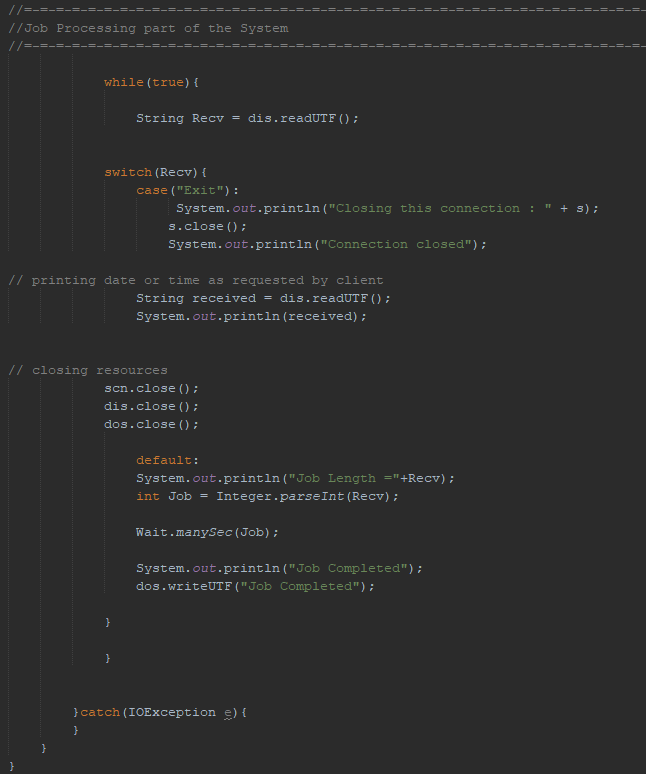 //=-=-=-=-=-=-=-=-=-=-=-=-=-=-=-=-=-=-=-=-=-=-=-=-=-=-=-=-=-=-=-=-=-=-=-=-=-=-
//Job Processing part of the System
//=-=-=-=-=-=-=-=-=-=-=-=-=-=-=-=-=-=-=-=-=-=-=-=-=-=-=-=-=-=-=-=-=-=-=-=-=-=-
while(true){
String Recv = dis.readUTF();
switch(Recv){
case("Exit"):
System.out.println("Closing this connection : " + s);
s.close();
System.out.println("Connection closed");
// printing date or time as requested by client
String received = dis.readUTF();
System.out.println(received);
// closing resources
scn.close();
dis.close();
dos.close();
default:
System.out.println("Job Length ="+Recv);
int Job = Integer.parseInt(Recv);
Wait.manySec(Job);
System.out.println("Job Completed");
dos.writeUTF("Job Completed");
}
}
}catch(IOException e){
}
}
}